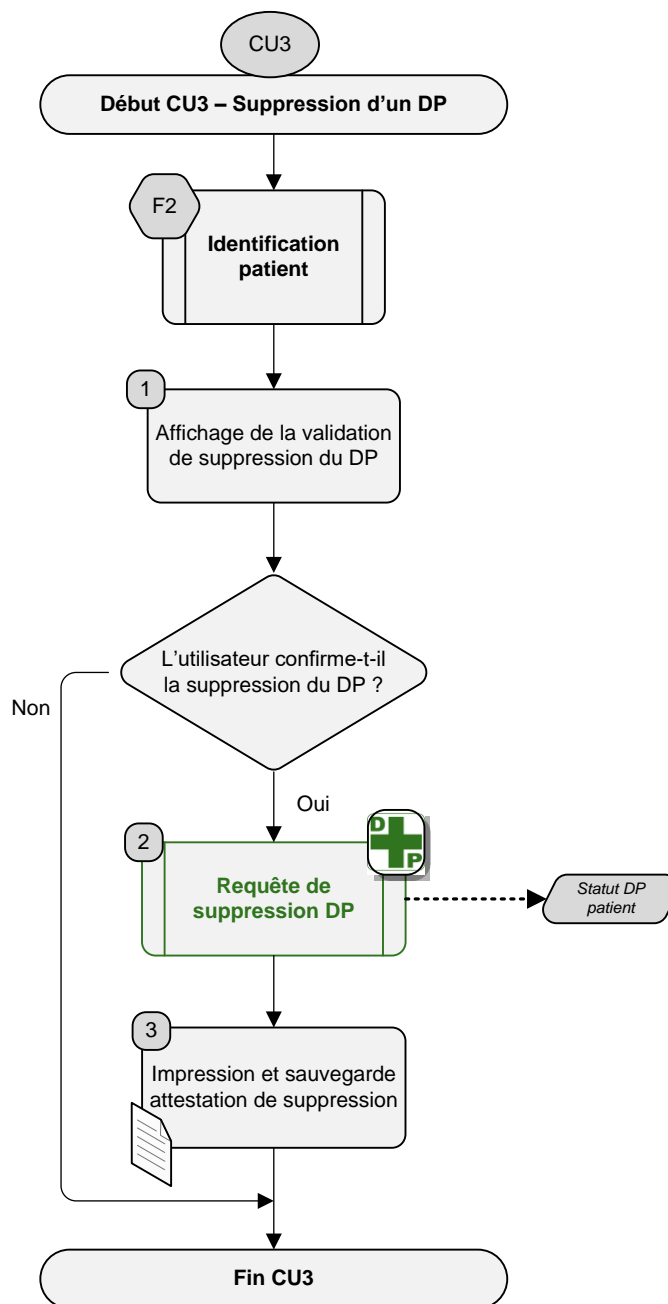 CU3
Début CU3 – Suppression d'un DP
F2
Identification
patient
1
Affichage de la validation
de suppression du DP
L'utilisateur confirme-t-il
la suppression du DP ?
Non
Oui
2
D
P
Requête de
suppression DP
Statut DP
patient
3
Impression et sauvegarde
attestation de suppression
Fin CU3